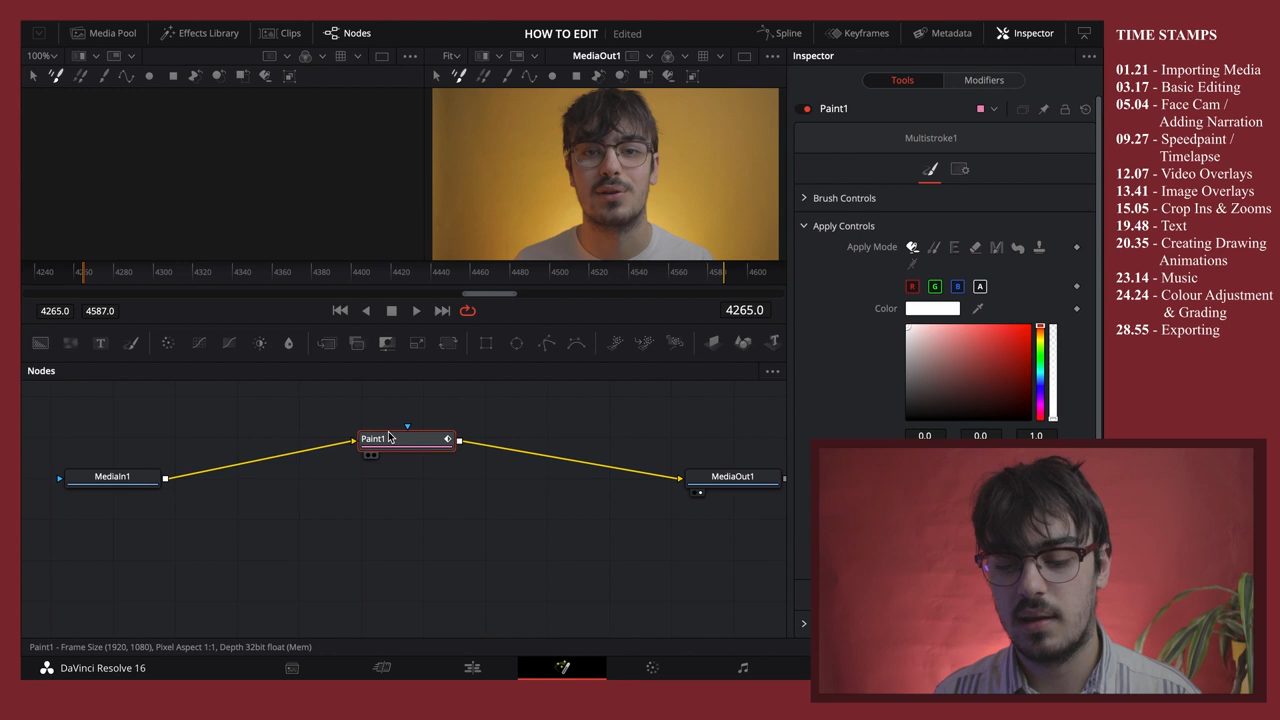 Media Pool
Effects Library
Clips
Nodes
HOW TO EDIT
Edited
Spline
Keyframes
Metadata
Inspector
100%
Fit
MediaOut1
Inspector
Tools
Modifiers
Paint1
Multistroke1
Brush Controls
Apply Controls
Apply Mode
R G B A
Color
0.0 0.0 1.0
4240 4260 4280 4300 4320 4340 4360 4380 4400 4420 4440 4460 4480 4500 4520 4540 4560 4580 4600
4265.0 4587.0
4265.0
Nodes
MediaIn1
Paint1
MediaOut1
Paint1 - Frame Size (1920, 1080), Pixel Aspect 1:1, Depth 32bit float (Mem)
DaVinci Resolve 16
TIME STAMPS
01.21 - Importing Media
03.17 - Basic Editing
05.04 - Face Cam /
Adding Narration
09.27 - Speedpaint /
Timelapse
12.07 - Video Overlays
13.41 - Image Overlays
15.05 - Crop Ins & Zooms
19.48 - Text
20.35 - Creating Drawing
Animations
23.14 - Music
24.24 - Colour Adjustment
& Grading
28.55 - Exporting